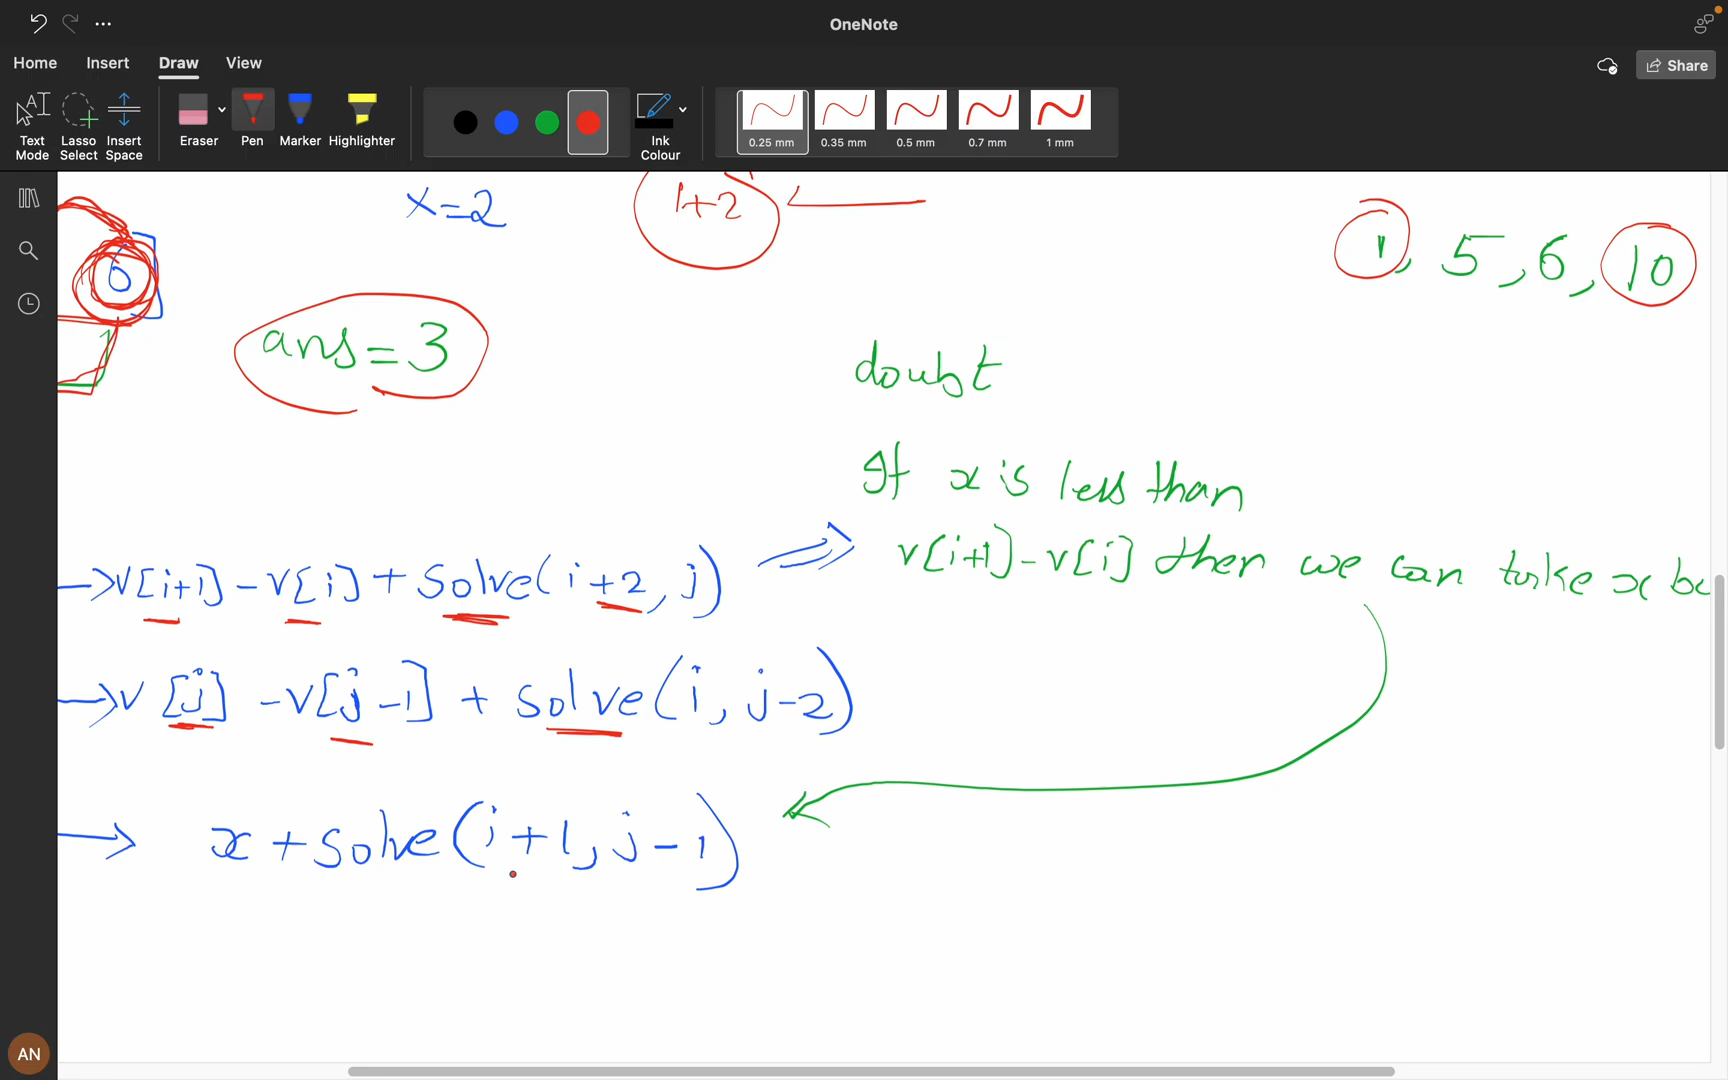 OneNote
Home Insert Draw View
Share
Text Mode
Lasso Select
Insert Space
Eraser
Pen
Marker
Highlighter
Ink Colour
0.25 mm
0.35 mm
0.5 mm
0.7 mm
1 mm
x=2
1+2
1, 5, 6, 10
0
ans = 3
doubt
If x is less than
v[i+1] - v[i] then we can take x
→ v[i+1] - v[i] + solve(i+2, j) ⇒
→ v[j] - v[j-1] + solve(i, j-2)
→ x + solve(i+1, j-1)
AN